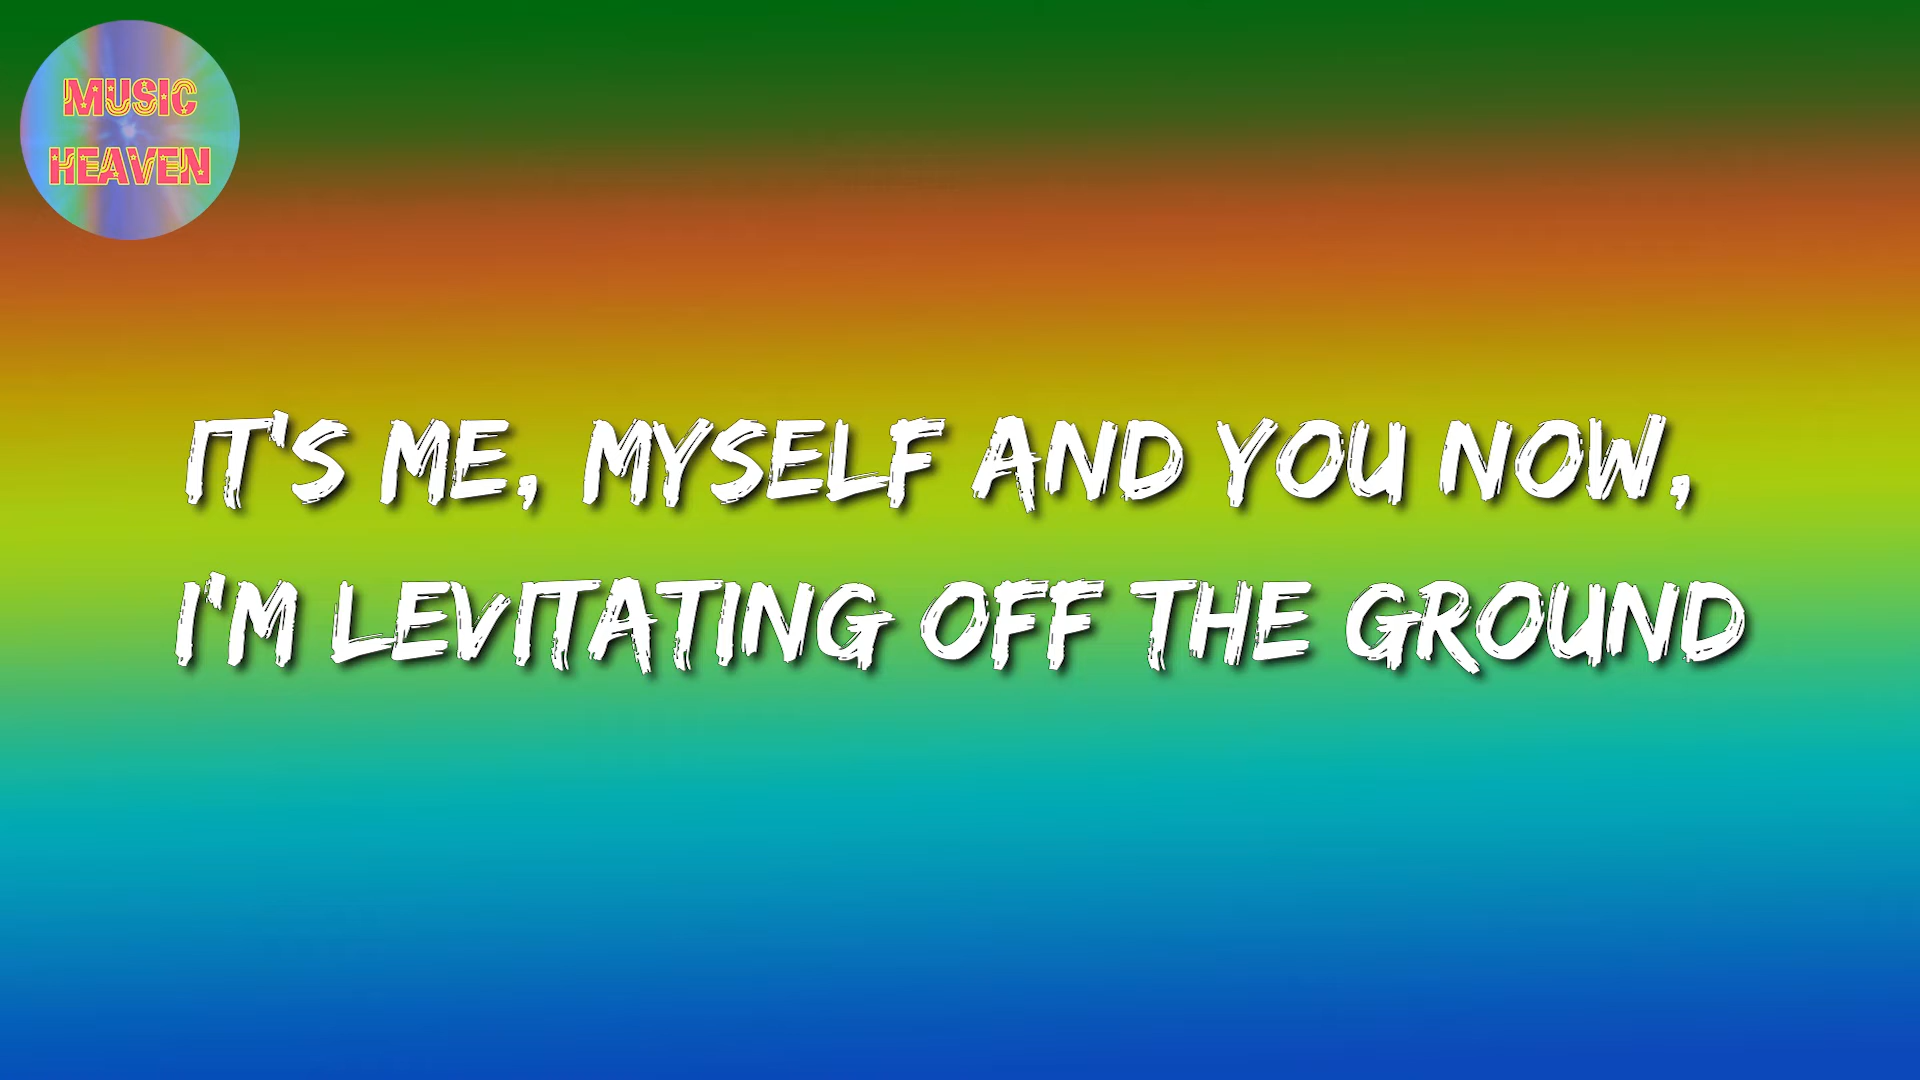 MUSIC
HEAVEN
IT'S ME, MYSELF AND YOU NOW,
I'M LEVITATING OFF THE GROUND